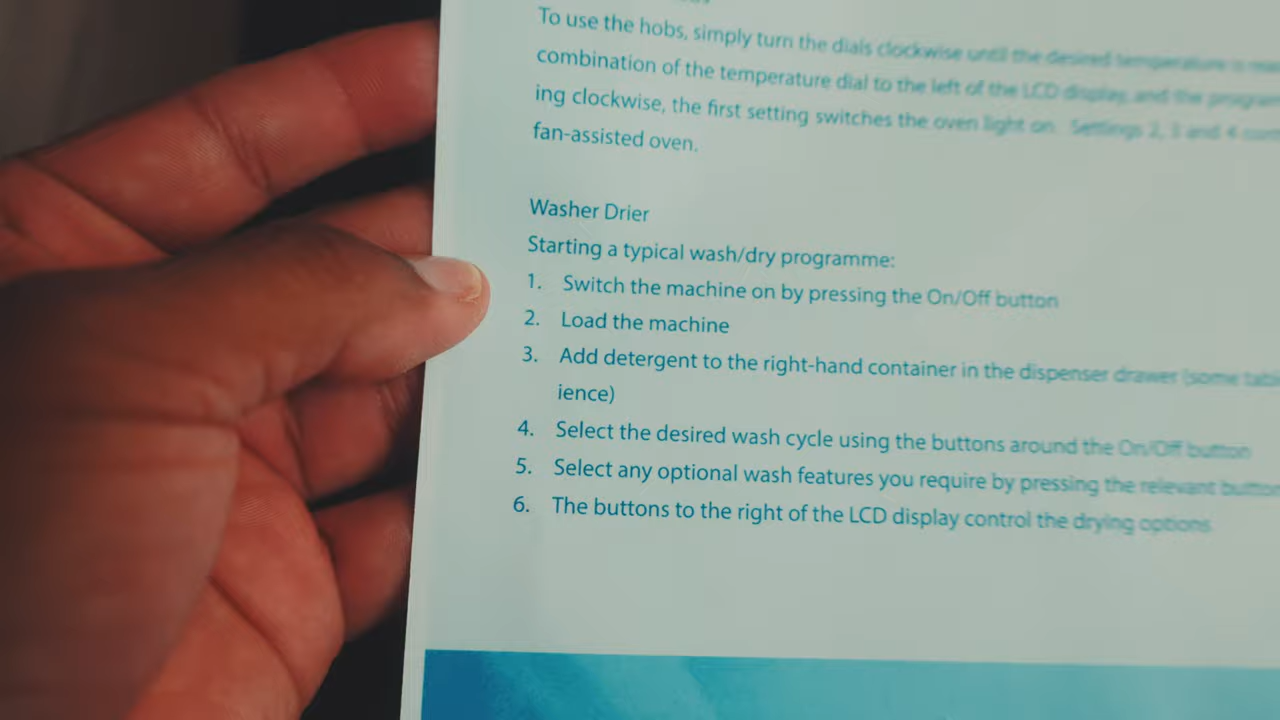 To use the hobs, simply turn the dials clockwise until the desired temperature is
combination of the temperature dial to the left of the LCD display, and the
ing clockwise, the first setting switches the oven light on. Settings 2, 3 and 4
fan-assisted oven.
Washer Drier
Starting a typical wash/dry programme:
1. Switch the machine on by pressing the On/Off button
2. Load the machine
3. Add detergent to the right-hand container in the dispenser drawer (some
ience)
4. Select the desired wash cycle using the buttons around the On/Off button
5. Select any optional wash features you require by pressing the relevant
6. The buttons to the right of the LCD display control the drying options